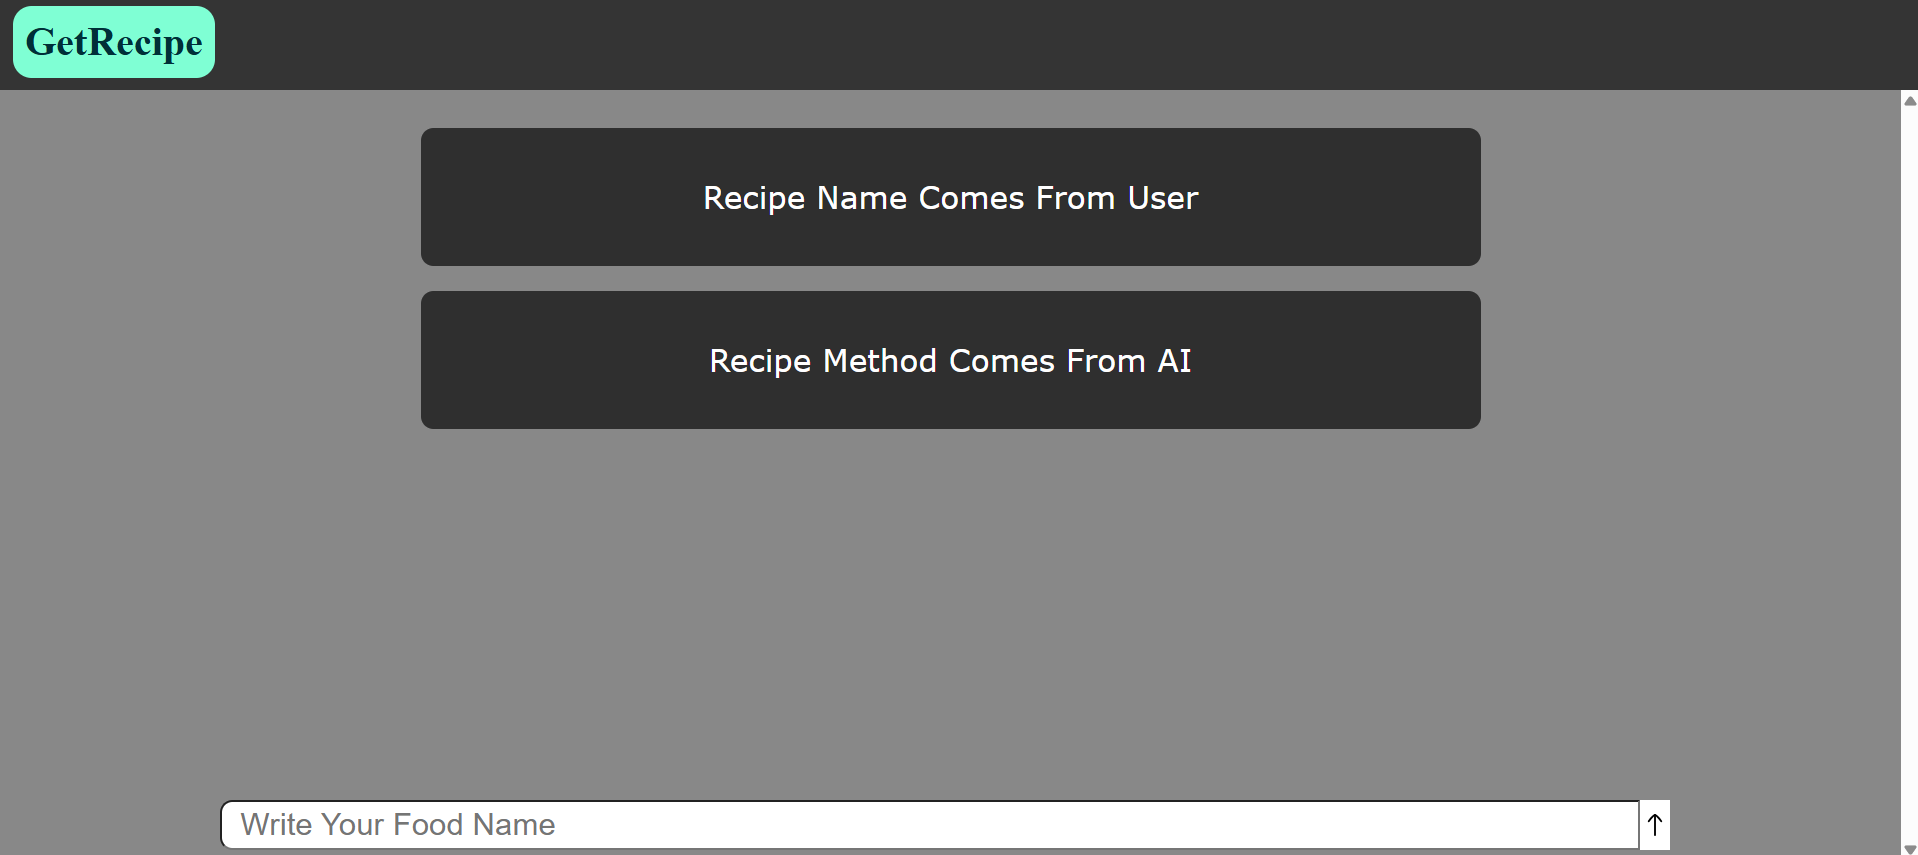 GetRecipe
Recipe Name Comes From User
Recipe Method Comes From AI
Write Your Food Name
↑